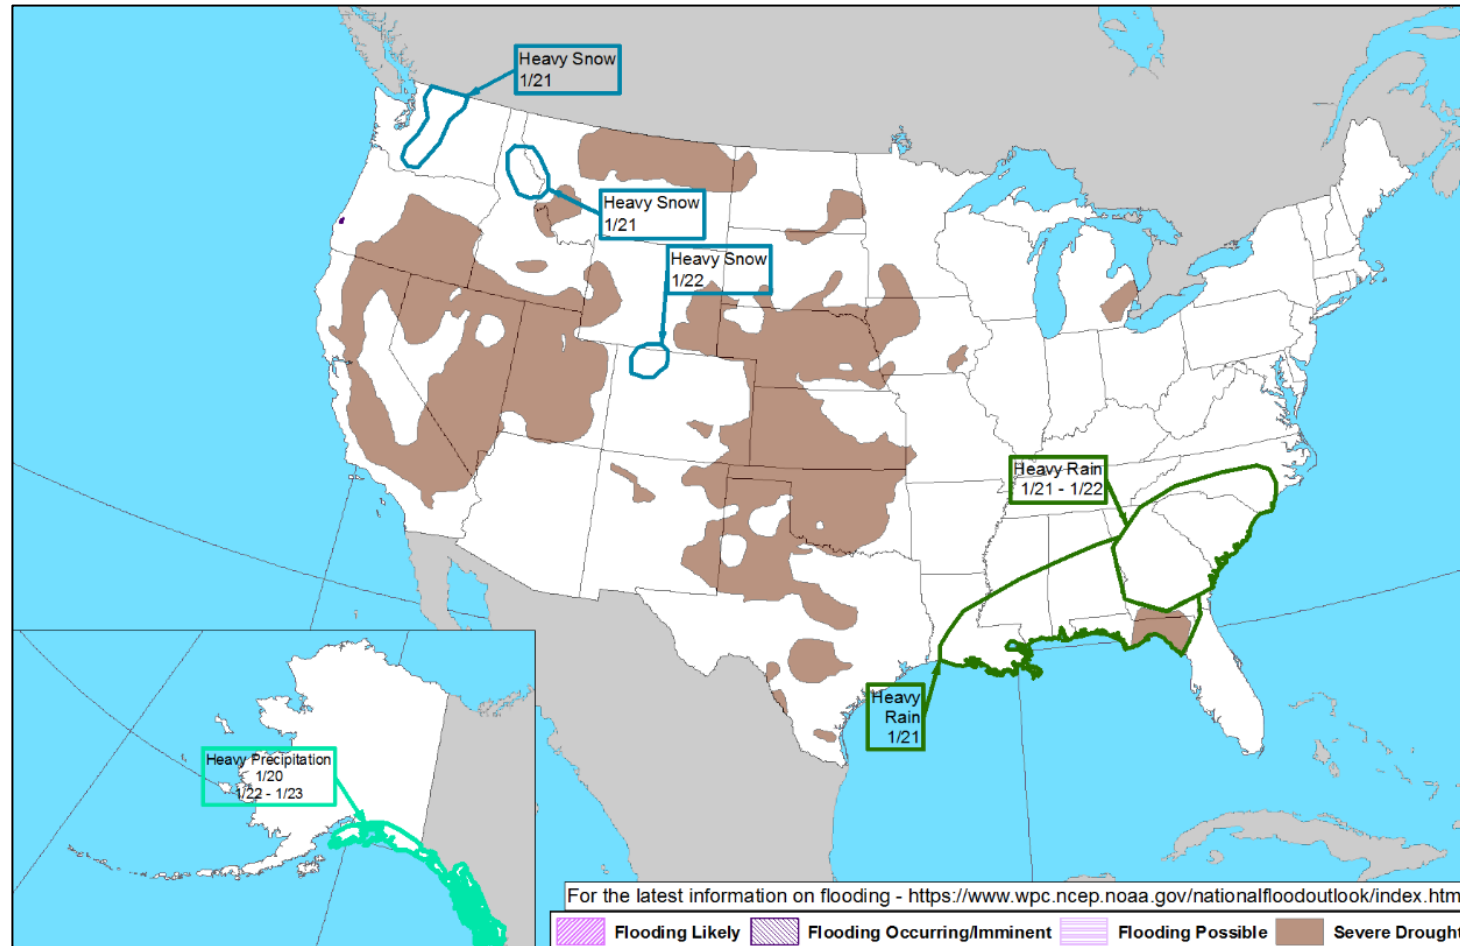 Heavy Snow
1/21
Heavy Snow
1/21
Heavy Snow
1/22
Heavy Rain
1/21 - 1/22
Heavy
Rain
1/21
Heavy Precipitation
1/20
1/22 - 1/23
For the latest information on flooding - https://www.wpc.ncep.noaa.gov/nationalfloodoutlook/index.htm
Flooding Likely
Flooding Occurring/Imminent
Flooding Possible
Severe Drought